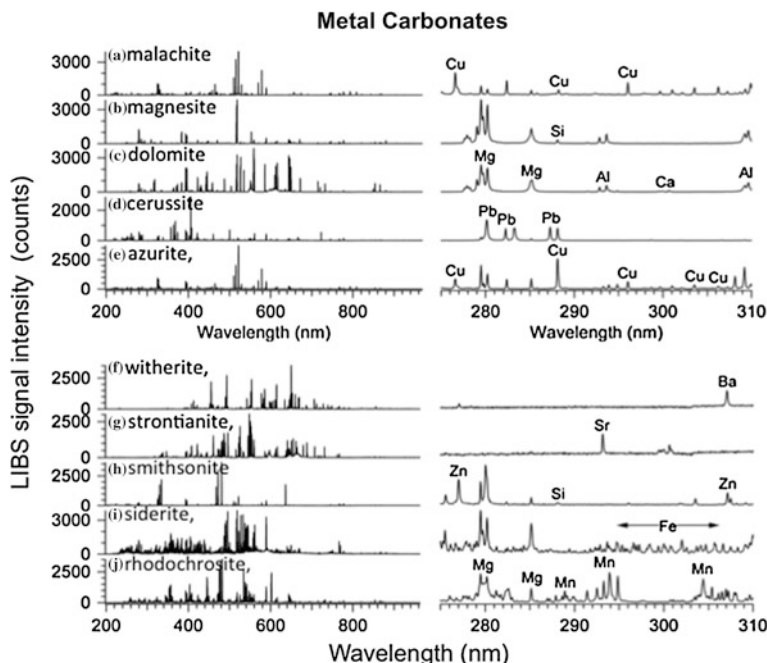 Metal Carbonates
LIBS signal intensity (counts)
(a) malachite
3000
0
Cu
Cu
Cu
(b) magnesite
3000
0
Si
(c) dolomite
3000
0
Mg
Mg
Al
Ca
Al
(d) cerussite
2000
0
Pb
Pb
Pb
(e) azurite,
2500
0
Cu
Cu
Cu
Cu
Cu
200 400 600 800
280 290 300 310
Wavelength (nm)
Wavelength (nm)
(f) witherite,
2500
0
Ba
(g) strontianite,
2500
0
Sr
(h) smithsonite
2500
0
Zn
Si
Zn
(i) siderite,
3000
0
Fe
(j) rhodochrosite,
2500
0
Mg
Mg
Mn
Mn
Mn
200 400 600 800
280 290 300 310
Wavelength (nm)